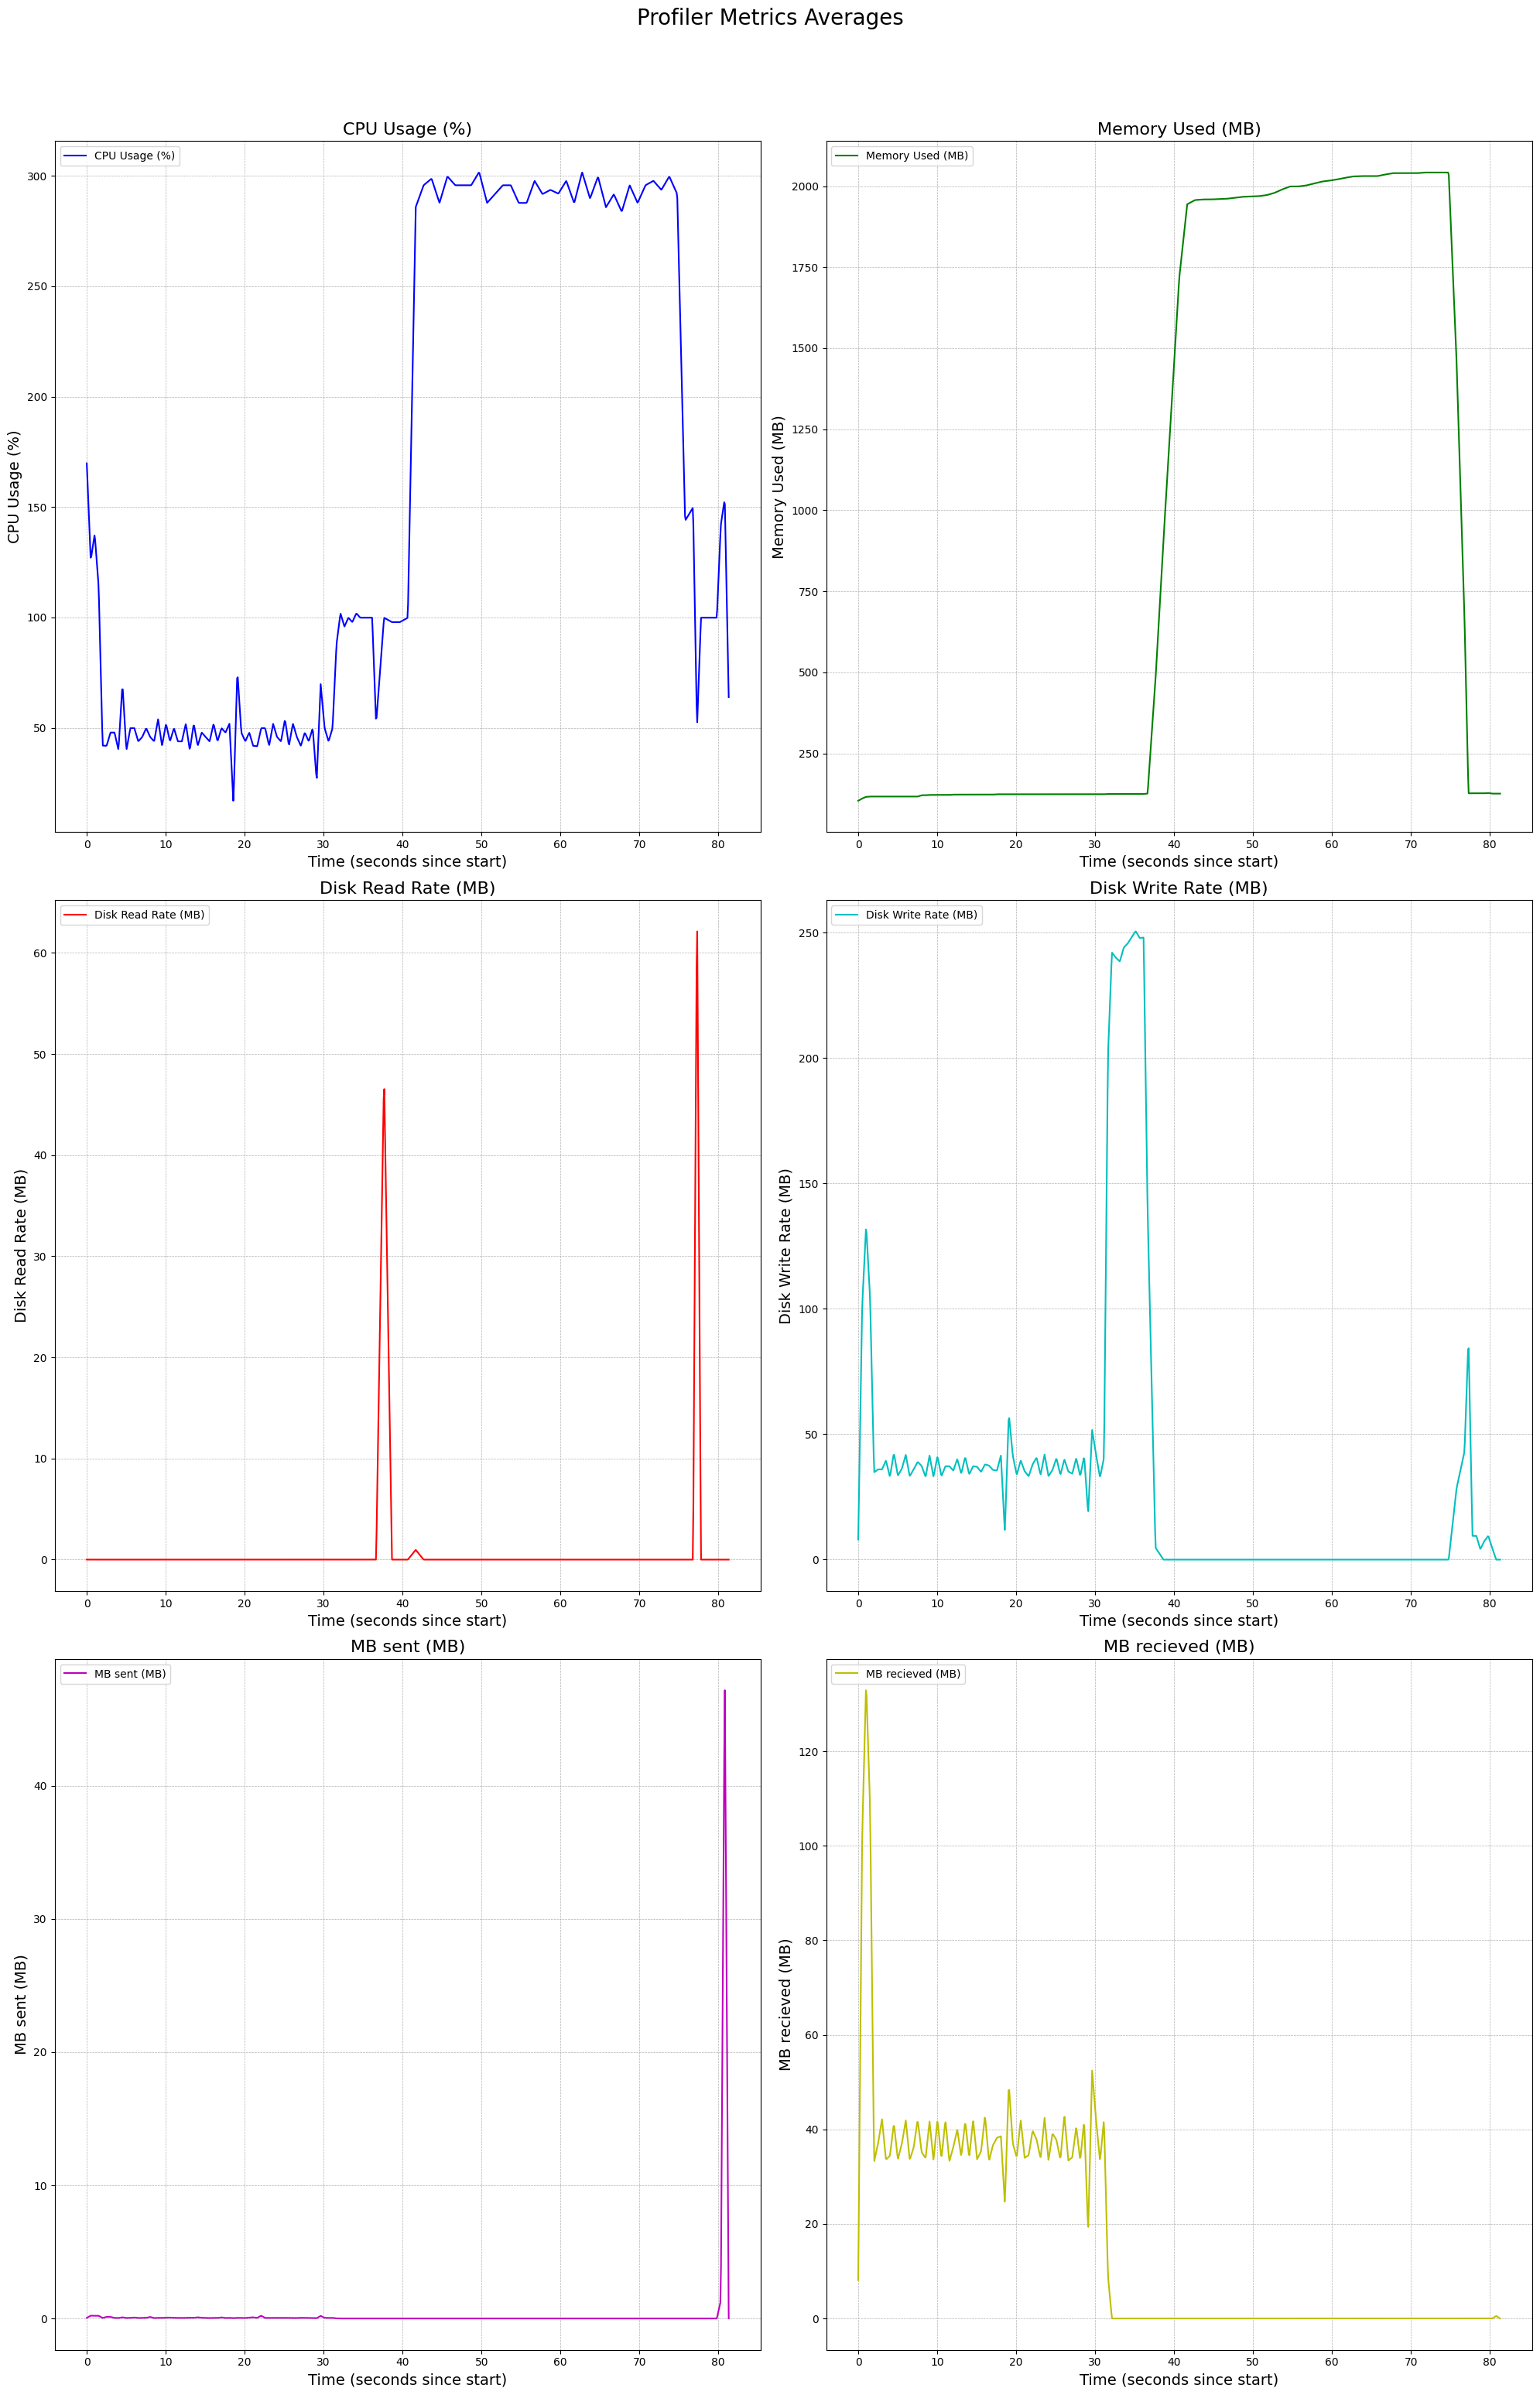 Profiler Metrics Averages
CPU Usage (%)
CPU Usage (%)
CPU Usage (%)
300
250
200
150
100
50
0 10 20 30 40 50 60 70 80
Time (seconds since start)
Memory Used (MB)
Memory Used (MB)
Memory Used (MB)
2000
1750
1500
1250
1000
750
500
250
0 10 20 30 40 50 60 70 80
Time (seconds since start)
Disk Read Rate (MB)
Disk Read Rate (MB)
Disk Read Rate (MB)
60
50
40
30
20
10
0
0 10 20 30 40 50 60 70 80
Time (seconds since start)
Disk Write Rate (MB)
Disk Write Rate (MB)
Disk Write Rate (MB)
250
200
150
100
50
0
0 10 20 30 40 50 60 70 80
Time (seconds since start)
MB sent (MB)
MB sent (MB)
MB sent (MB)
40
30
20
10
0
0 10 20 30 40 50 60 70 80
Time (seconds since start)
MB recieved (MB)
MB recieved (MB)
MB recieved (MB)
120
100
80
60
40
20
0
0 10 20 30 40 50 60 70 80
Time (seconds since start)